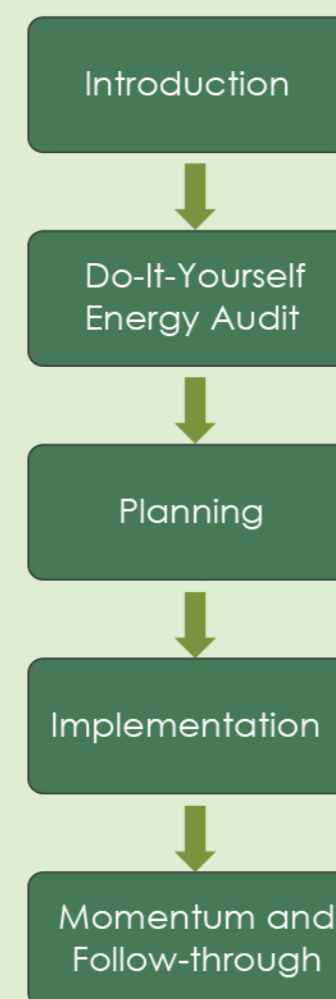 Introduction
Do-It-Yourself
Energy Audit
Planning
Implementation
Momentum and
Follow-through